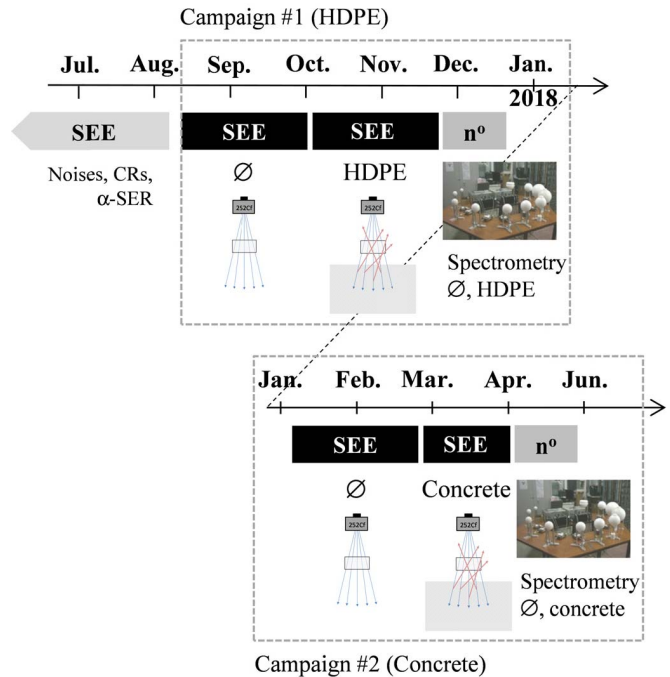 Campaign #1 (HDPE)
Jul. Aug. Sep. Oct. Nov. Dec. Jan.
2018
SEE SEE SEE nº
Noises, CRs,
α-SER
∅ HDPE
252Cf 252Cf
Spectrometry
∅, HDPE
Jan. Feb. Mar. Apr. Jun.
SEE SEE nº
∅ Concrete
252Cf 252Cf
Spectrometry
∅, concrete
Campaign #2 (Concrete)